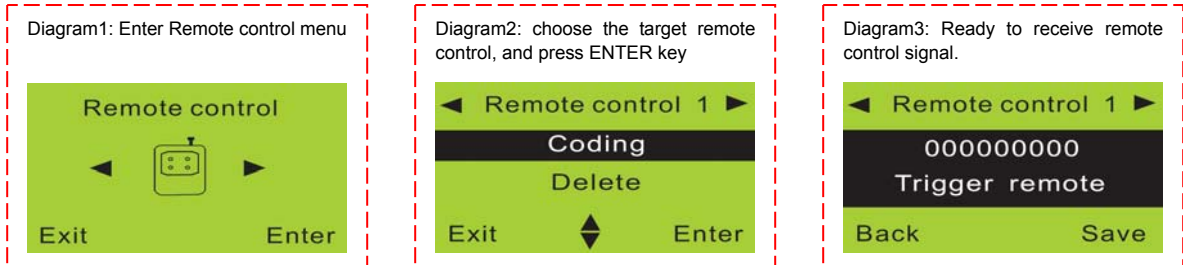 Diagram1: Enter Remote control menu
Remote control
Exit Enter
Diagram2: choose the target remote
control, and press ENTER key
Remote control 1
Coding
Delete
Exit Enter
Diagram3: Ready to receive remote
control signal.
Remote control 1
000000000
Trigger remote
Back Save